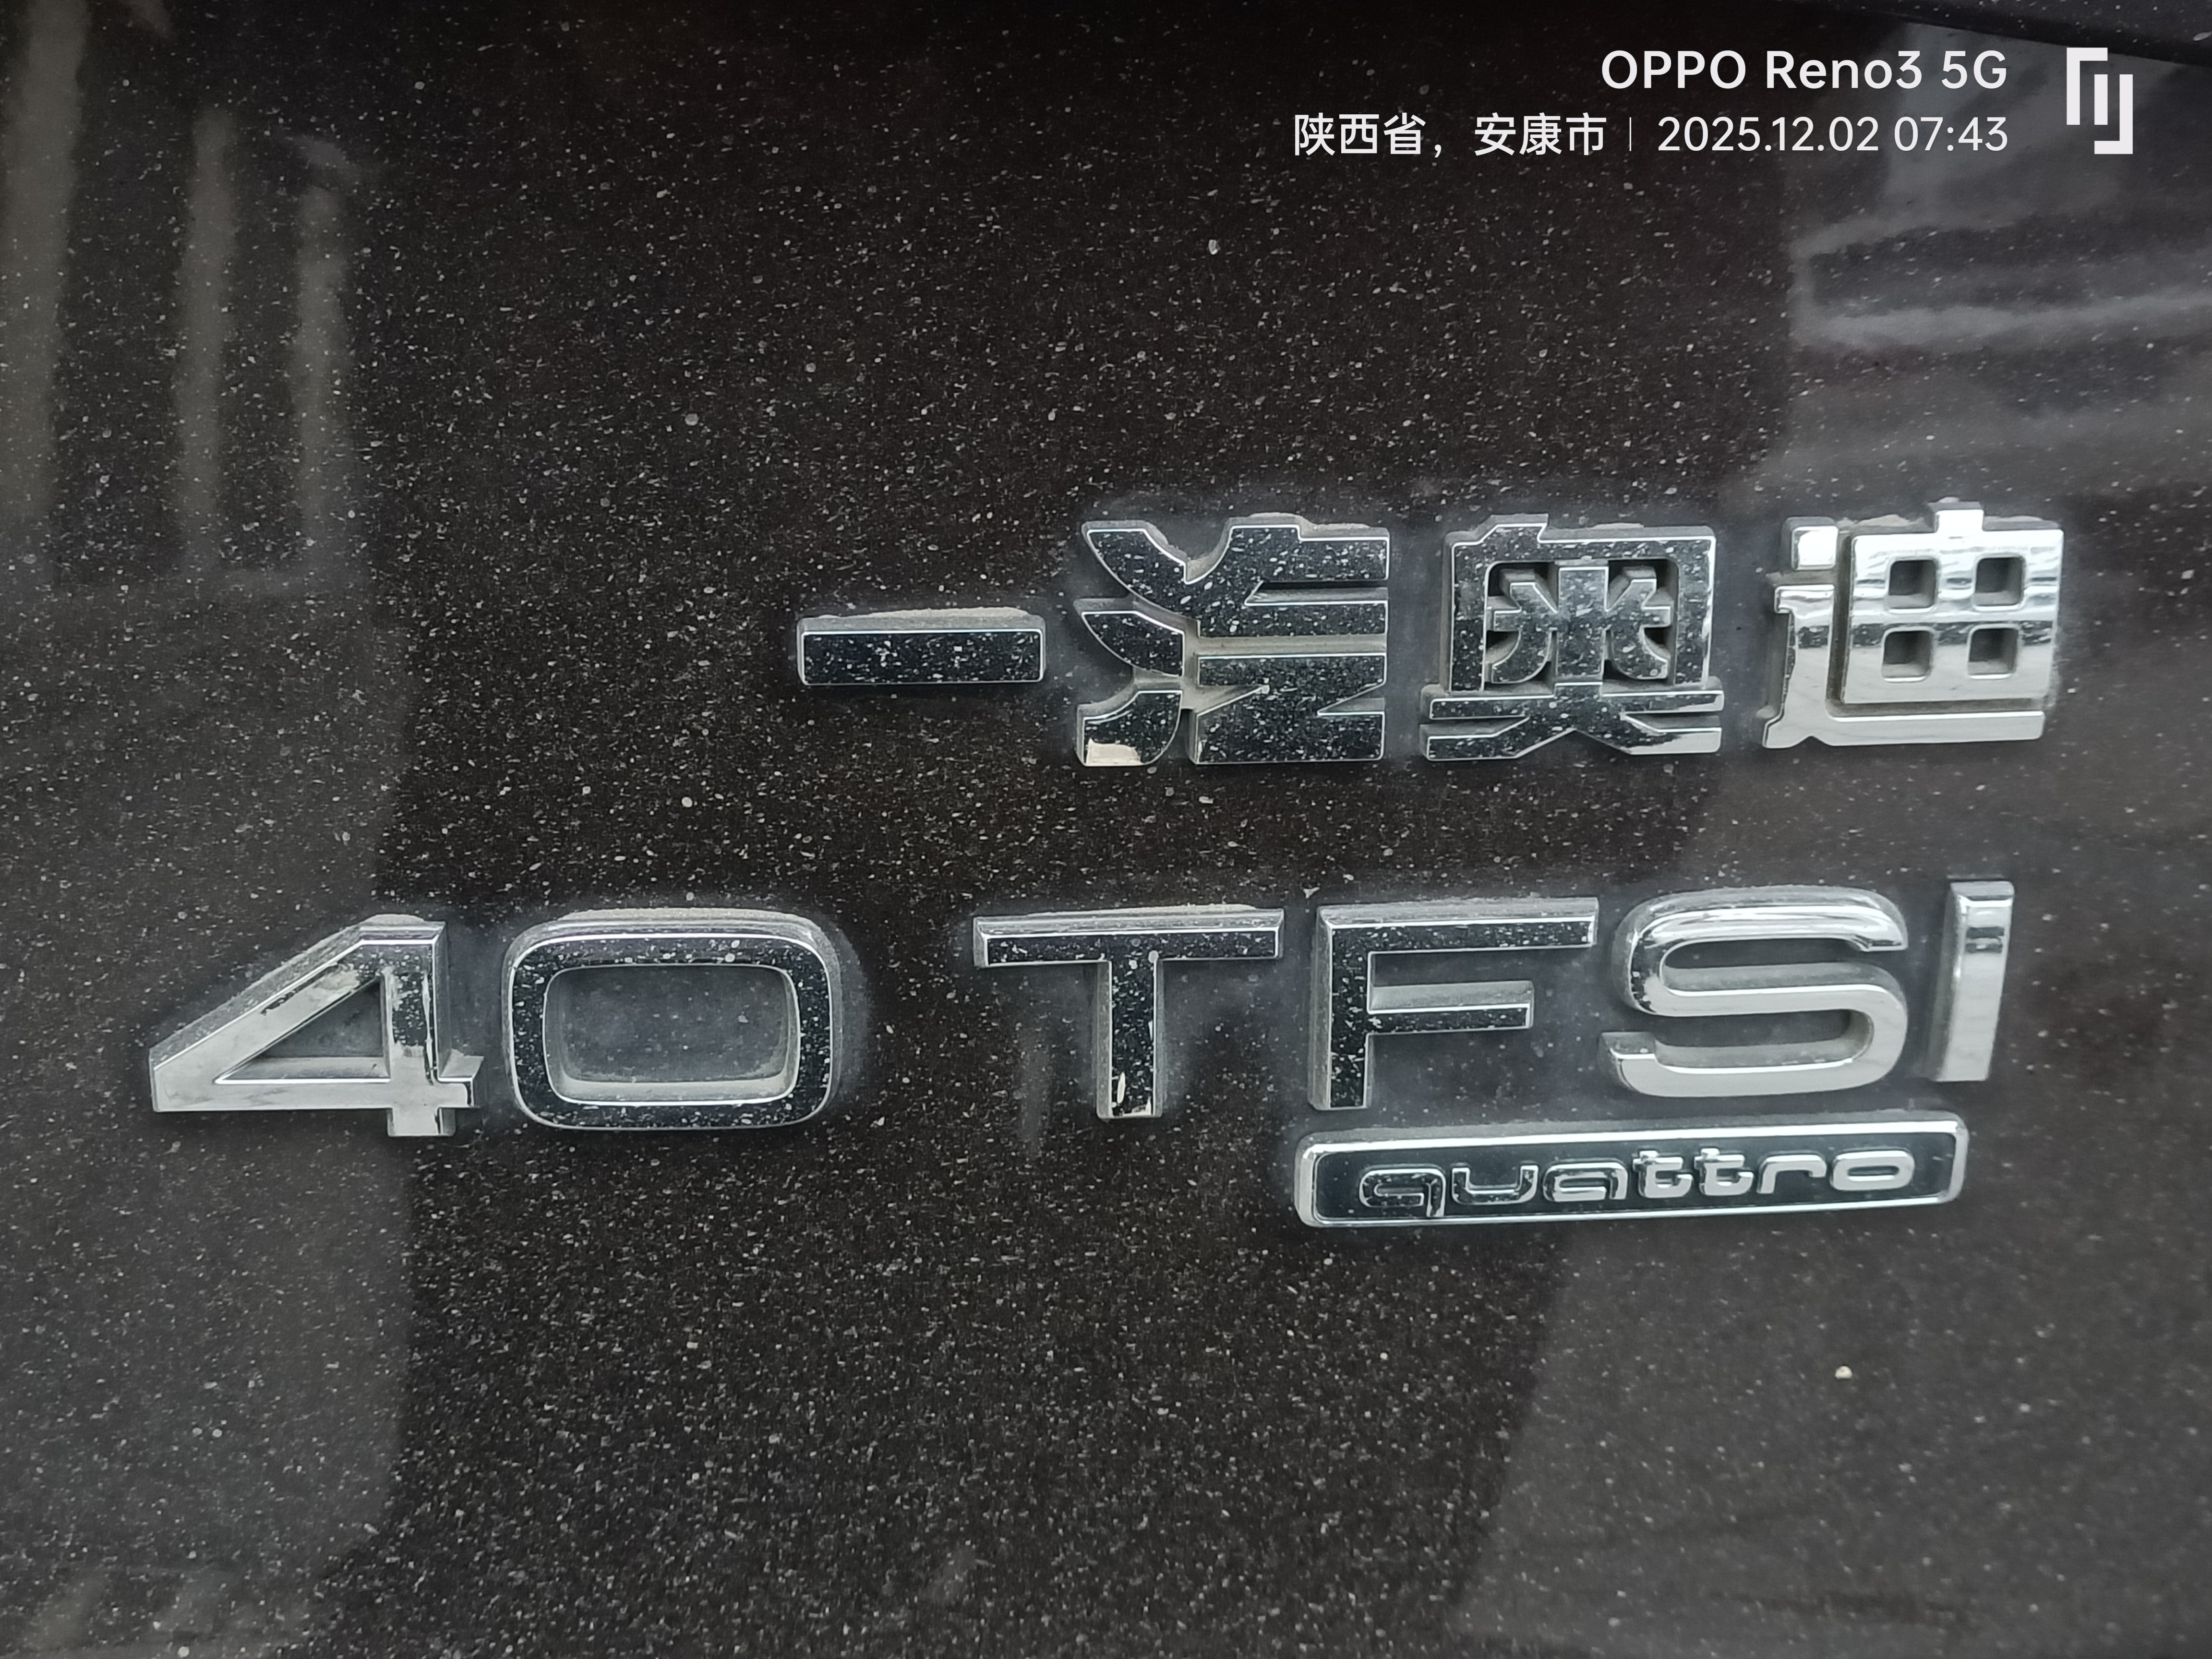 OPPO Reno3 5G
陕西省，安康市 | 2025.12.02 07:43
一汽奥迪
40 TFSI
quattro